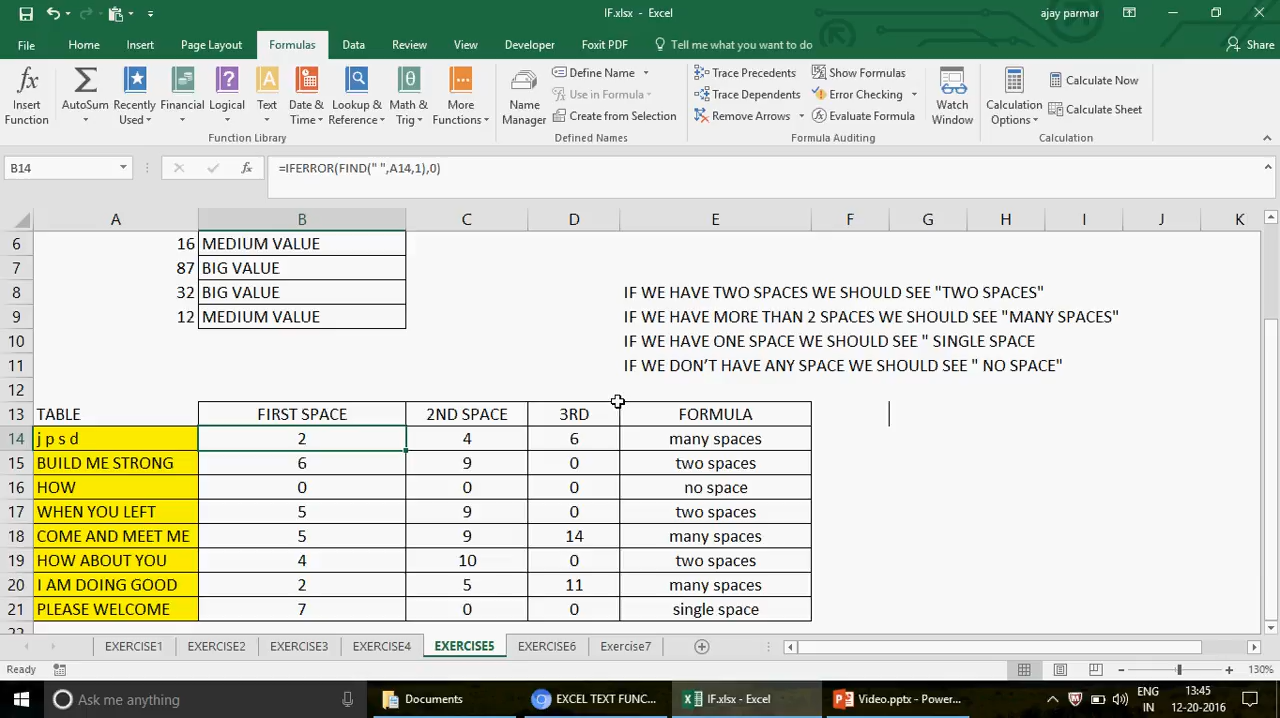 IF.xlsx - Excel
ajay parmar
File Home Insert Page Layout Formulas Data Review View Developer Foxit PDF Tell me what you want to do Share
Insert Function
AutoSum
Recently Used
Financial
Logical
Text
Date & Time
Lookup & Reference
Math & Trig
More Functions
Function Library
Name Manager
Define Name
Use in Formula
Create from Selection
Defined Names
Trace Precedents
Trace Dependents
Remove Arrows
Show Formulas
Error Checking
Evaluate Formula
Formula Auditing
Watch Window
Calculation Options
Calculate Now
Calculate Sheet
Calculation
B14 fx =IFERROR(FIND(" ",A14,1),0)
A B C D E F G H I J K
6 16 MEDIUM VALUE
7 87 BIG VALUE
8 32 BIG VALUE IF WE HAVE TWO SPACES WE SHOULD SEE "TWO SPACES"
9 12 MEDIUM VALUE IF WE HAVE MORE THAN 2 SPACES WE SHOULD SEE "MANY SPACES"
10 IF WE HAVE ONE SPACE WE SHOULD SEE " SINGLE SPACE
11 IF WE DON'T HAVE ANY SPACE WE SHOULD SEE " NO SPACE"
12
13 TABLE FIRST SPACE 2ND SPACE 3RD FORMULA
14 j p s d 2 4 6 many spaces
15 BUILD ME STRONG 6 9 0 two spaces
16 HOW 0 0 0 no space
17 WHEN YOU LEFT 5 9 0 two spaces
18 COME AND MEET ME 5 9 14 many spaces
19 HOW ABOUT YOU 4 10 0 two spaces
20 I AM DOING GOOD 2 5 11 many spaces
21 PLEASE WELCOME 7 0 0 single space
22
EXERCISE1 EXERCISE2 EXERCISE3 EXERCISE4 EXERCISE5 EXERCISE6 Exercise7
Ready 130%
Ask me anything Documents EXCEL TEXT FUNC... IF.xlsx - Excel Video.pptx - Power... ENG 13:45
IN 12-20-2016